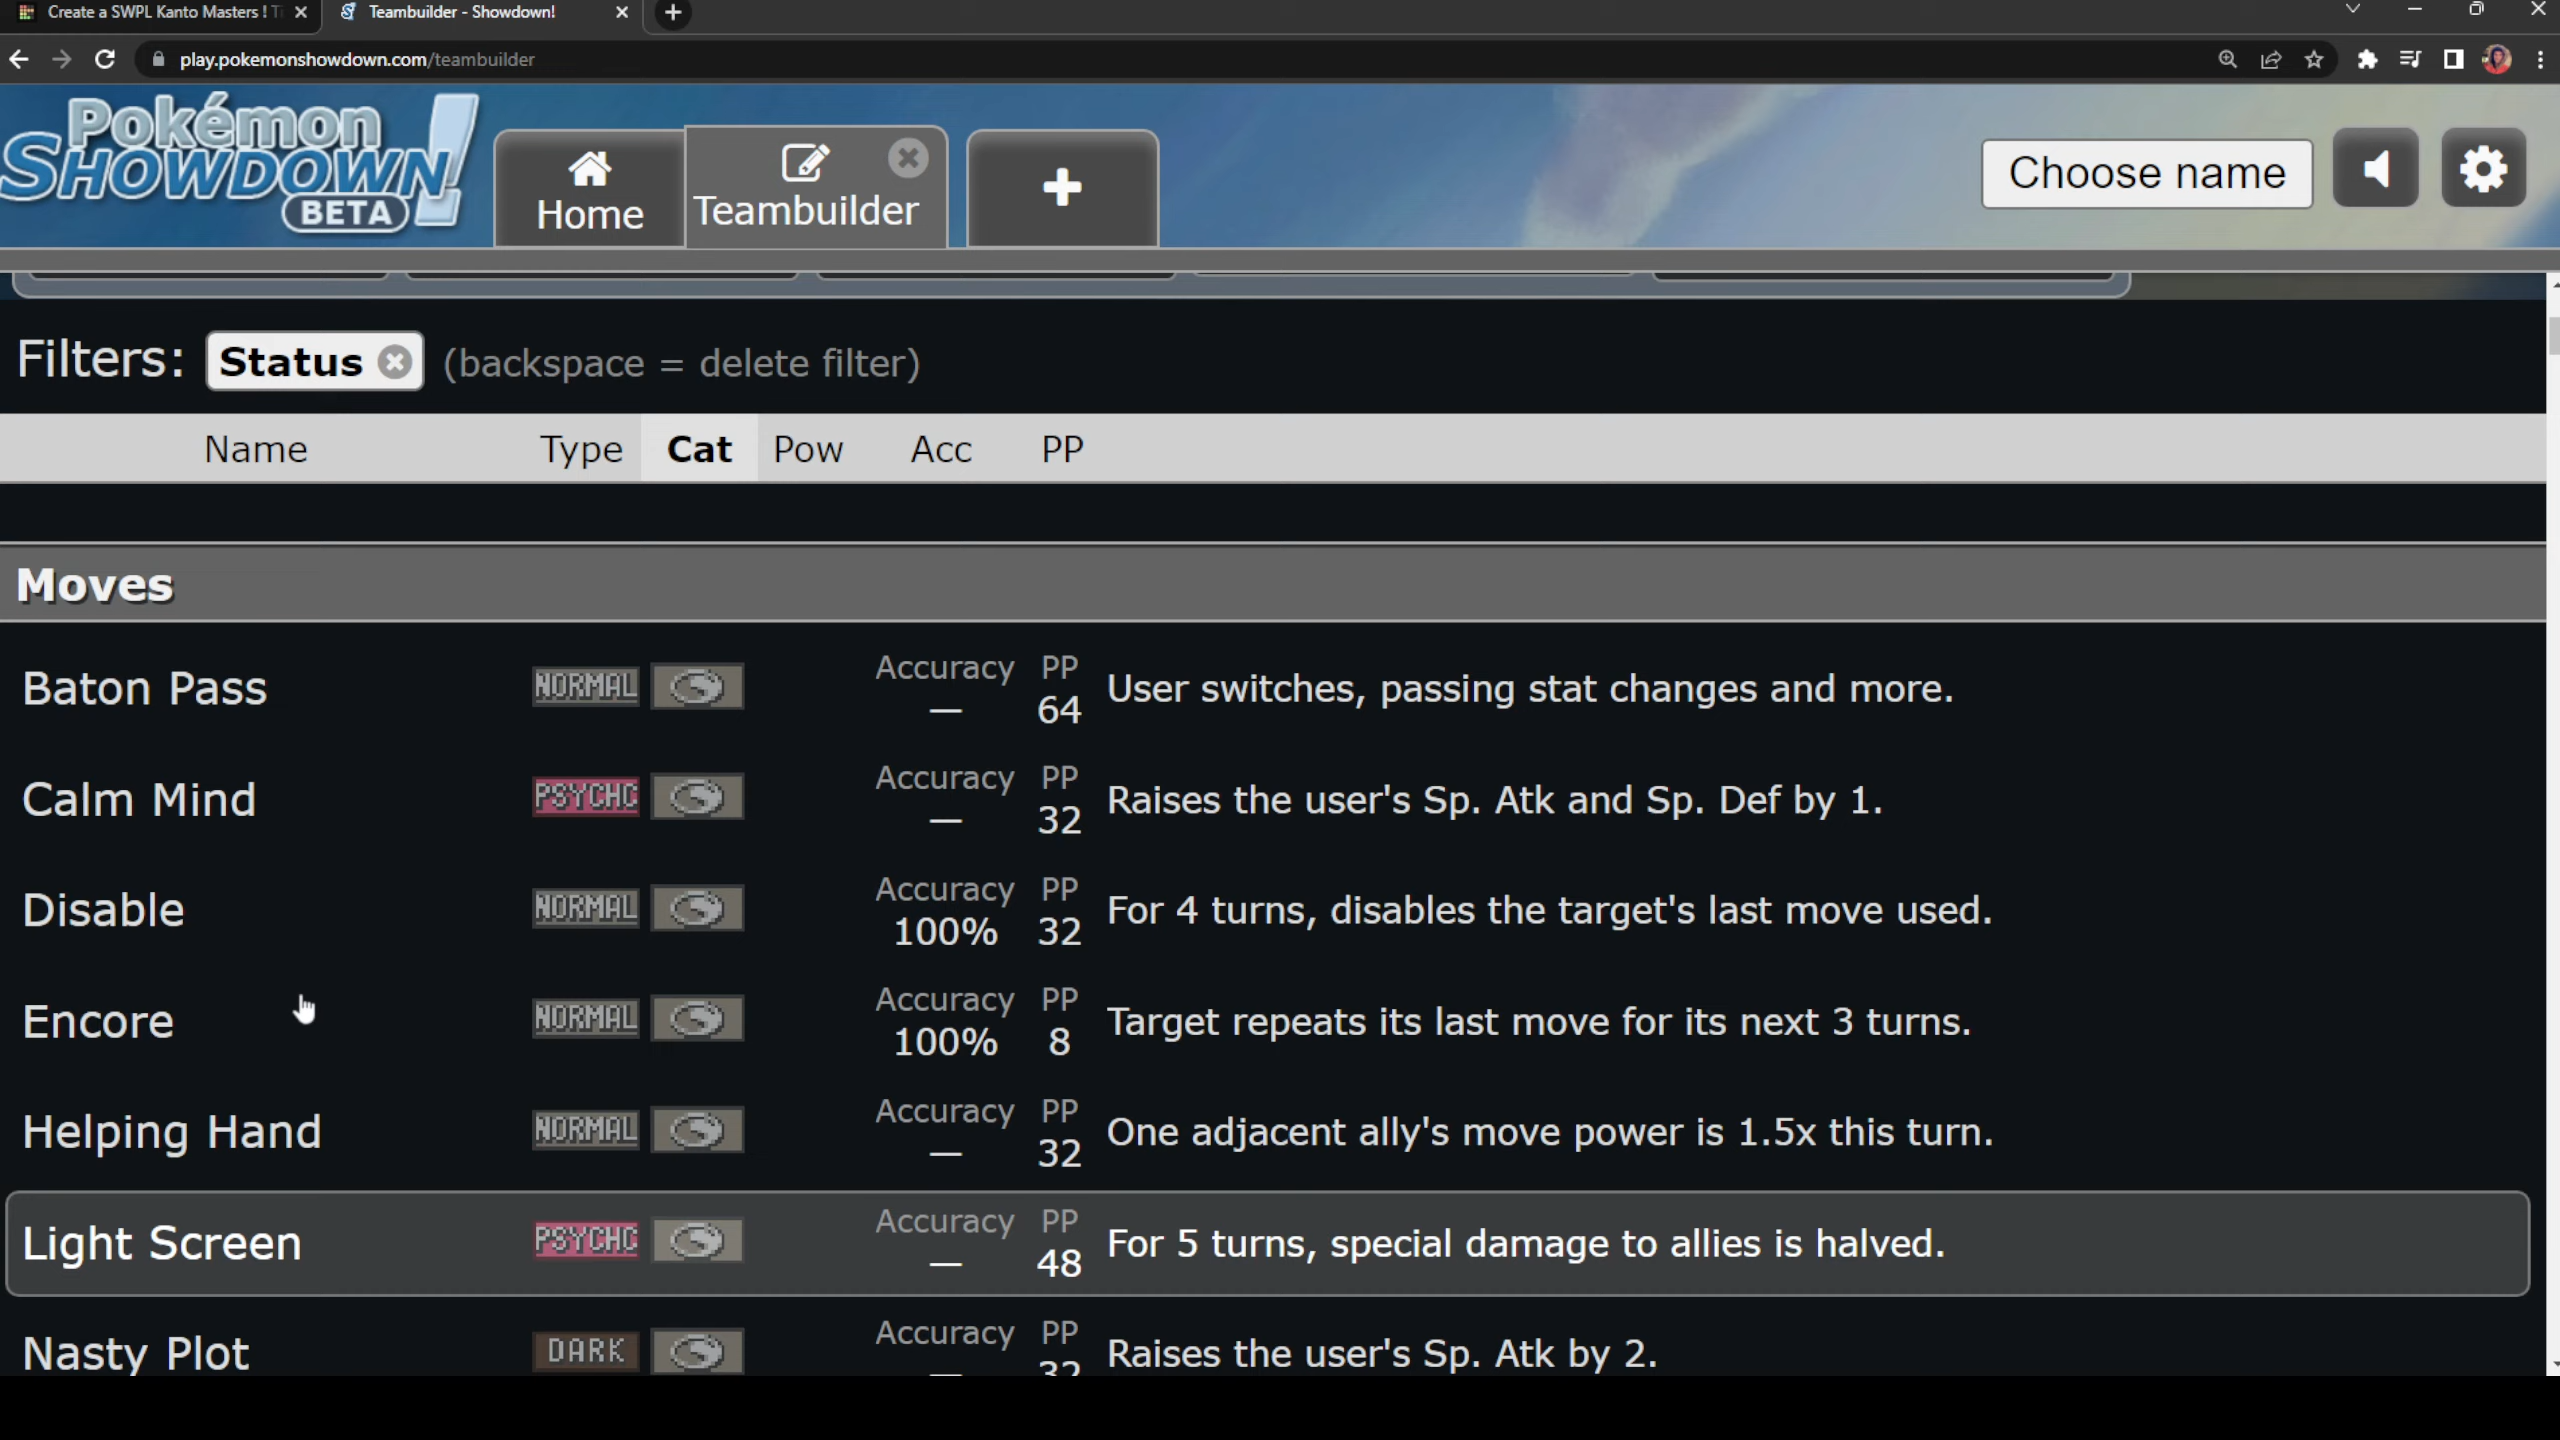 Create a SWPL Kanto Masters ! Ti
Teambuilder - Showdown!
play.pokemonshowdown.com/teambuilder
Pokémon
SHOWDOWN!
BETA
Home
Teambuilder
Choose name
Filters: Status (backspace = delete filter)
Name Type Cat Pow Acc PP
Moves
Baton Pass NORMAL Accuracy — PP 64 User switches, passing stat changes and more.
Calm Mind PSYCHC Accuracy — PP 32 Raises the user's Sp. Atk and Sp. Def by 1.
Disable NORMAL Accuracy 100% PP 32 For 4 turns, disables the target's last move used.
Encore NORMAL Accuracy 100% PP 8 Target repeats its last move for its next 3 turns.
Helping Hand NORMAL Accuracy — PP 32 One adjacent ally's move power is 1.5x this turn.
Light Screen PSYCHC Accuracy — PP 48 For 5 turns, special damage to allies is halved.
Nasty Plot DARK Accuracy — PP 32 Raises the user's Sp. Atk by 2.